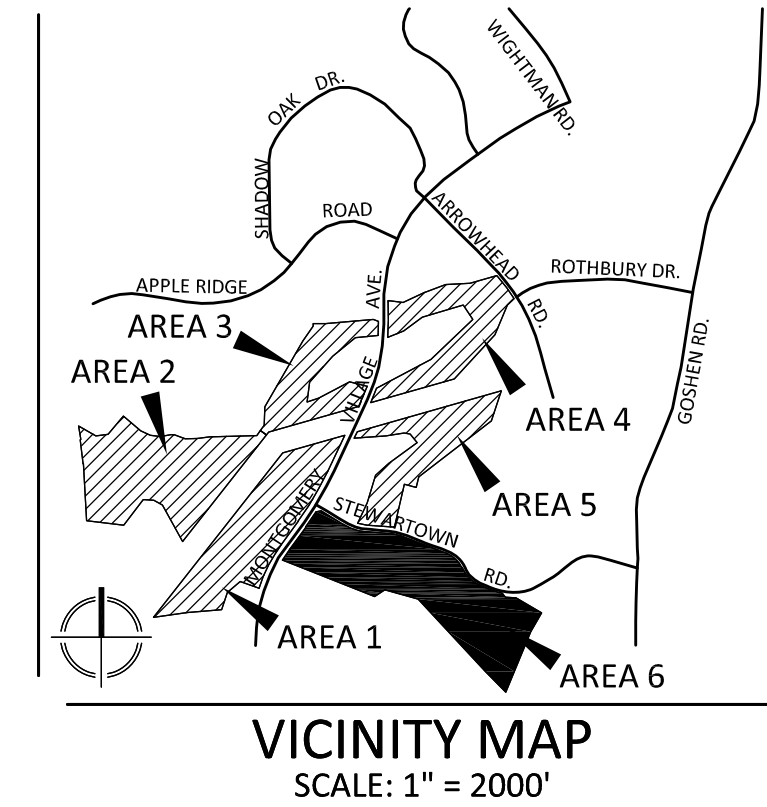 WIGHTMAN RD.
SHADOW OAK DR.
ARROWHEAD RD.
APPLE RIDGE ROAD
ROTHBURY DR.
GOSHEN RD.
MONTGOMERY VILLAGE AVE.
AREA 3
AREA 2
AREA 4
AREA 5
STEWARTOWN RD.
AREA 1
AREA 6
VICINITY MAP
SCALE: 1" = 2000'